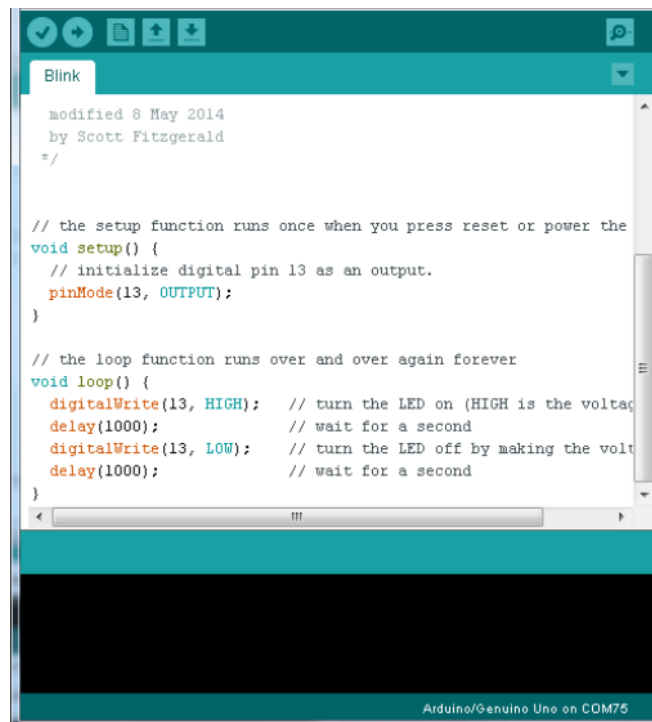 Blink
modified 8 May 2014
by Scott Fitzgerald
*/
// the setup function runs once when you press reset or power the
void setup() {
// initialize digital pin 13 as an output.
pinMode(13, OUTPUT);
}
// the loop function runs over and over again forever
void loop() {
digitalWrite(13, HIGH);   // turn the LED on (HIGH is the voltag
delay(1000);              // wait for a second
digitalWrite(13, LOW);    // turn the LED off by making the volt
delay(1000);              // wait for a second
}
Arduino/Genuino Uno on COM75